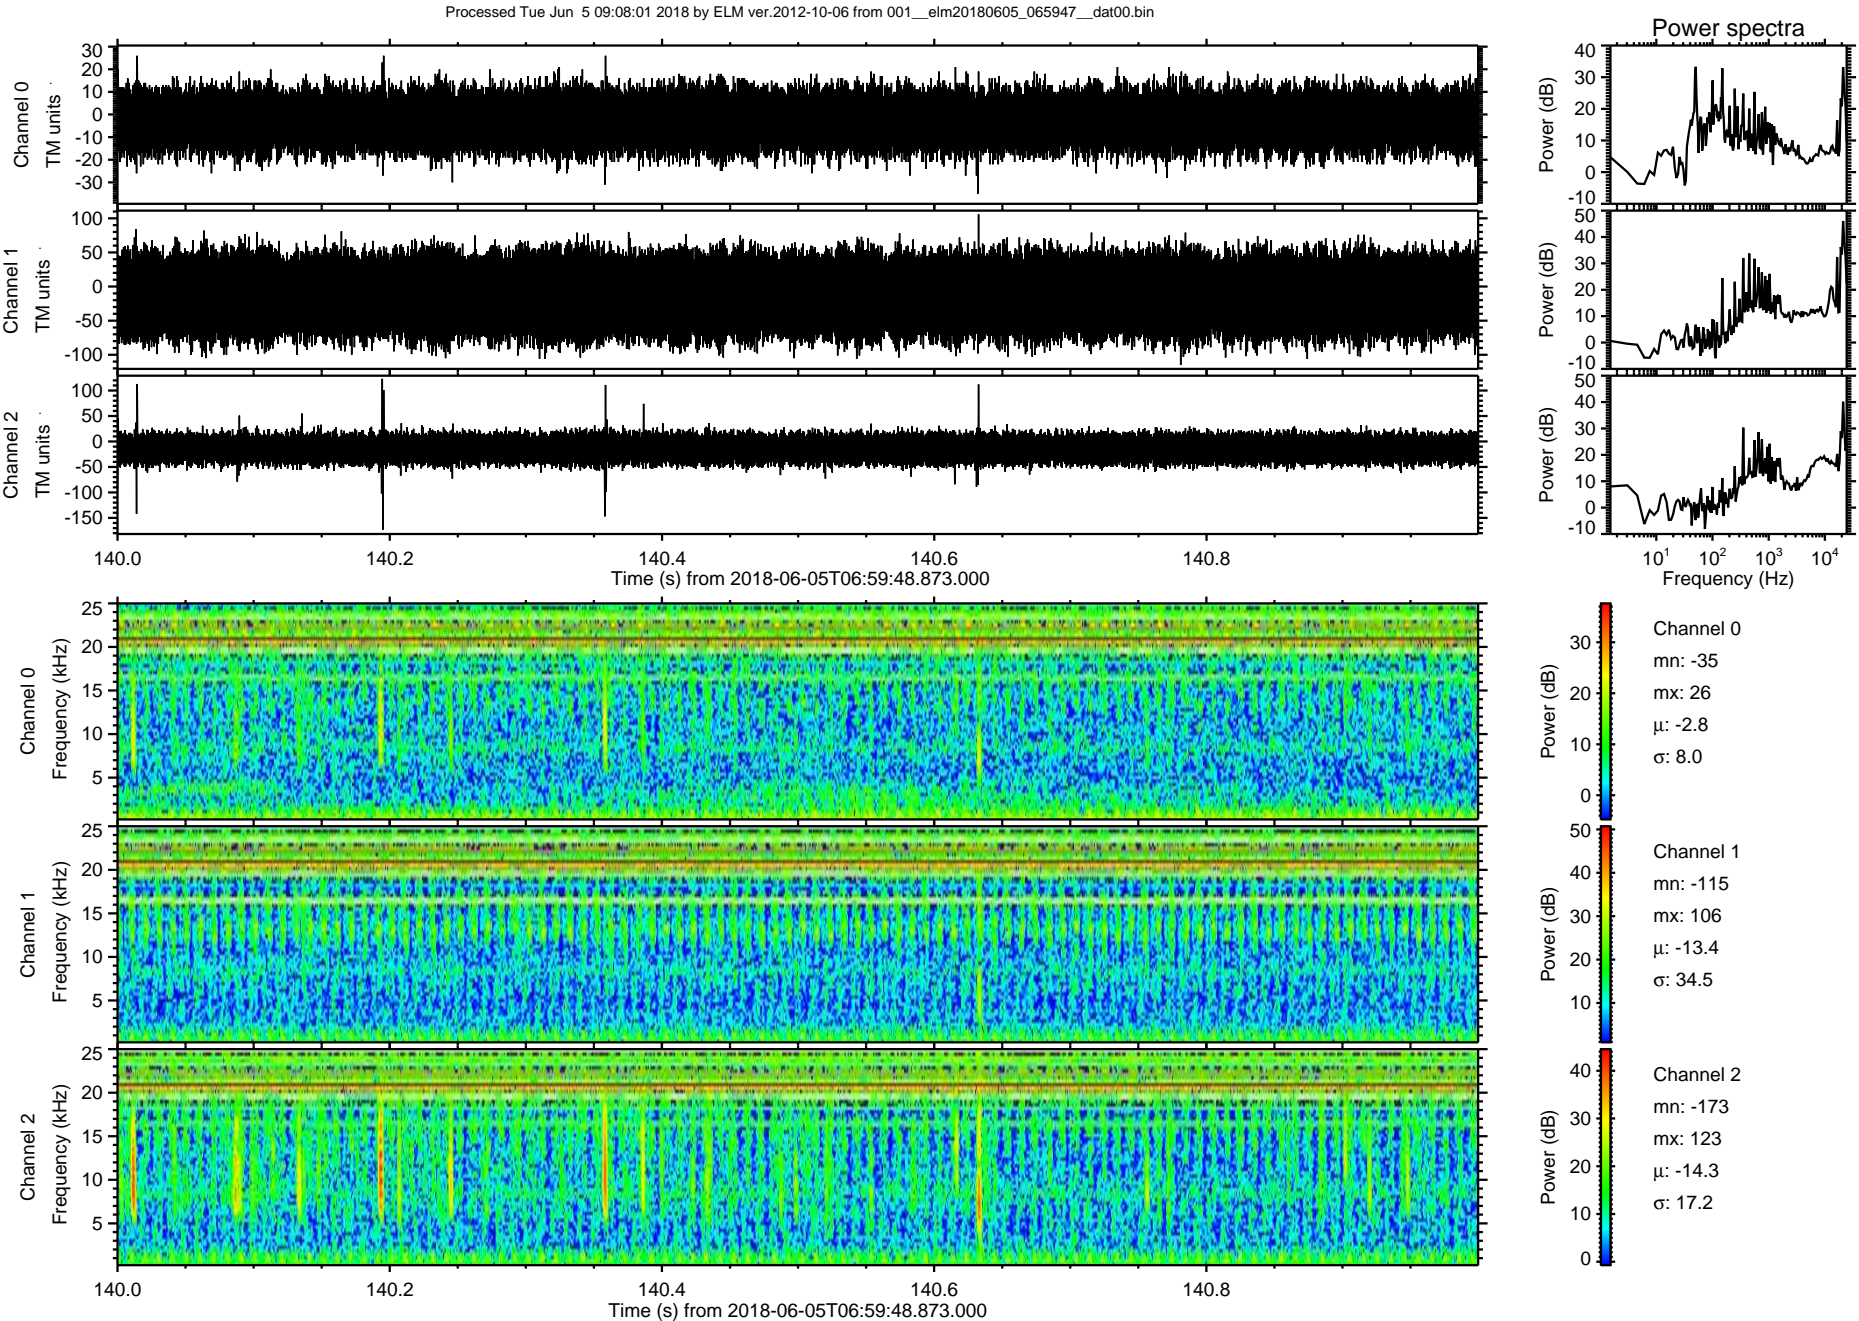 Processed Tue Jun  5 09:08:01 2018 by ELM ver.2012-10-06 from 001__elm20180605_065947__dat00.bin
Power spectra
Channel 0
TM units
30
20
10
0
-10
-20
-30
Power (dB)
40
30
20
10
0
-10
Channel 1
TM units
100
50
0
-50
-100
Power (dB)
50
40
30
20
10
0
-10
Channel 2
TM units
100
50
0
-50
-100
-150
Power (dB)
50
40
30
20
10
0
-10
140.0 140.2 140.4 140.6 140.8
Time (s) from 2018-06-05T06:59:48.873.000
10^1 10^2 10^3 10^4
Frequency (Hz)
Channel 0
Frequency (kHz)
25
20
15
10
5
Power (dB)
30
20
10
0
Channel 0
mn: -35
mx: 26
μ: -2.8
σ: 8.0
Channel 1
Frequency (kHz)
25
20
15
10
5
Power (dB)
50
40
30
20
10
Channel 1
mn: -115
mx: 106
μ: -13.4
σ: 34.5
Channel 2
Frequency (kHz)
25
20
15
10
5
Power (dB)
40
30
20
10
0
Channel 2
mn: -173
mx: 123
μ: -14.3
σ: 17.2
140.0 140.2 140.4 140.6 140.8
Time (s) from 2018-06-05T06:59:48.873.000